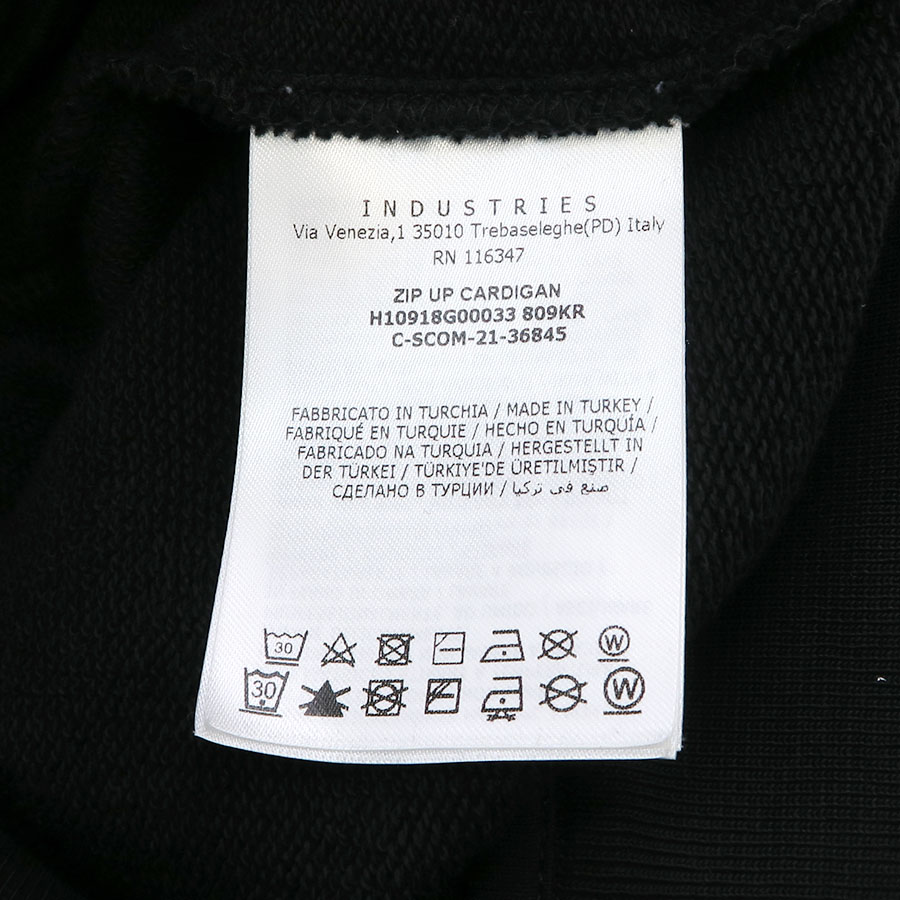 INDUSTRIES
Via Venezia,1 35010 Trebaseleghe(PD) Italy
RN 116347
ZIP UP CARDIGAN
H10918G00033 809KR
C-SCOM-21-36845
FABBRICATO IN TURCHIA / MADE IN TURKEY /
FABRIQUÉ EN TURQUIE / HECHO EN TURQUÍA /
FABRICADO NA TURQUIA / HERGESTELLT IN
DER TÜRKEI / TÜRKIYE'DE ÜRETILMIŞTIR /
СДЕЛАНО В ТУРЦИИ / صنع في تركيا
30 W
30 W